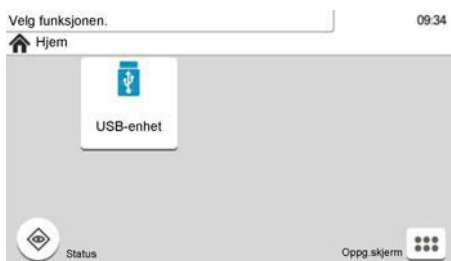 Velg funksjonen.
09:34
Hjem
USB-enhet
Status
Oppg.skjerm